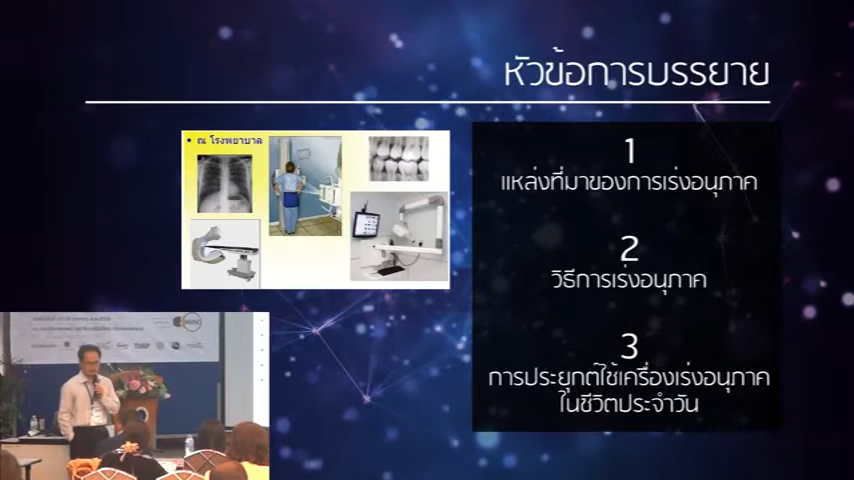 หัวข้อการบรรยาย
• ณ โรงพยาบาล
1
แหล่งที่มาของการเร่งอนุภาค
2
วิธีการเร่งอนุภาค
3
การประยุกต์ใช้เครื่องเร่งอนุภาค
ในชีวิตประจำวัน